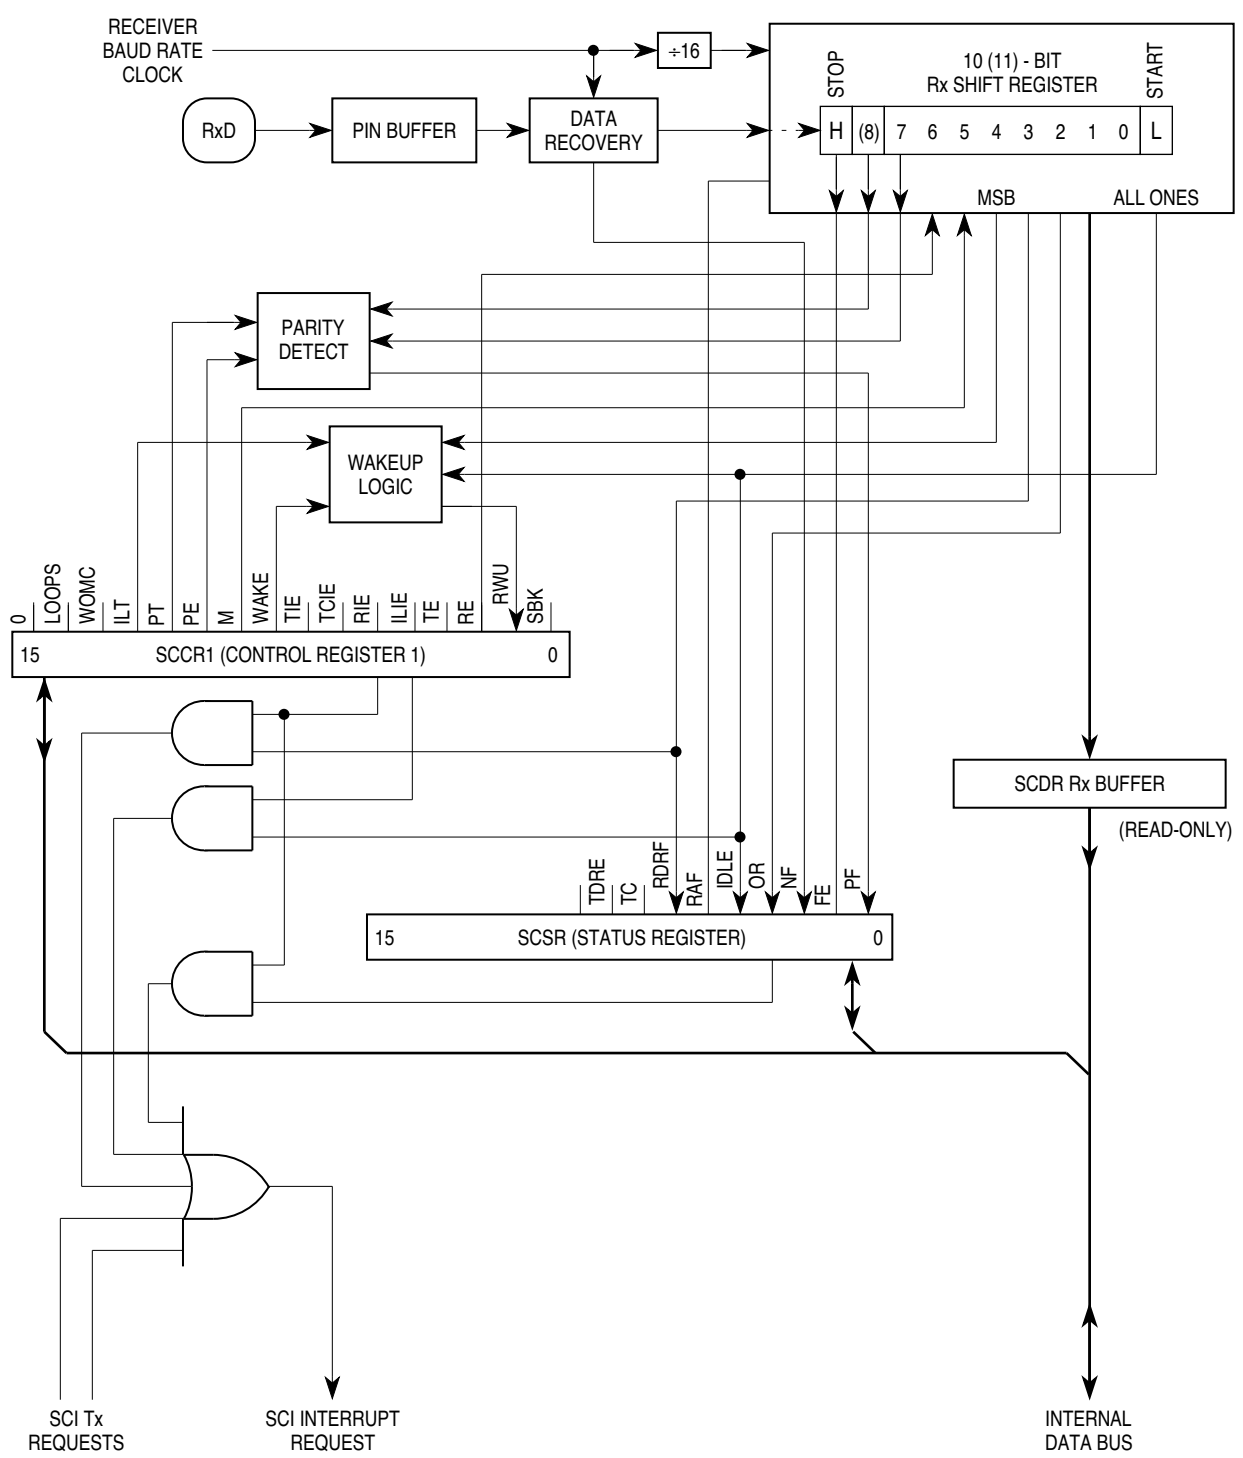 RECEIVER
BAUD RATE
CLOCK
÷16
10 (11) - BIT
Rx SHIFT REGISTER
STOP
START
RxD
PIN BUFFER
DATA
RECOVERY
H (8) 7 6 5 4 3 2 1 0 L
MSB
ALL ONES
PARITY
DETECT
WAKEUP
LOGIC
0
LOOPS
WOMC
ILT
PT
PE
M
WAKE
TIE
TCIE
RIE
ILIE
TE
RE
RWU
SBK
15 SCCR1 (CONTROL REGISTER 1) 0
SCDR Rx BUFFER
(READ-ONLY)
TDRE
TC
RDRF
RAF
IDLE
OR
NF
FE
PF
15 SCSR (STATUS REGISTER) 0
SCI Tx
REQUESTS
SCI INTERRUPT
REQUEST
INTERNAL
DATA BUS